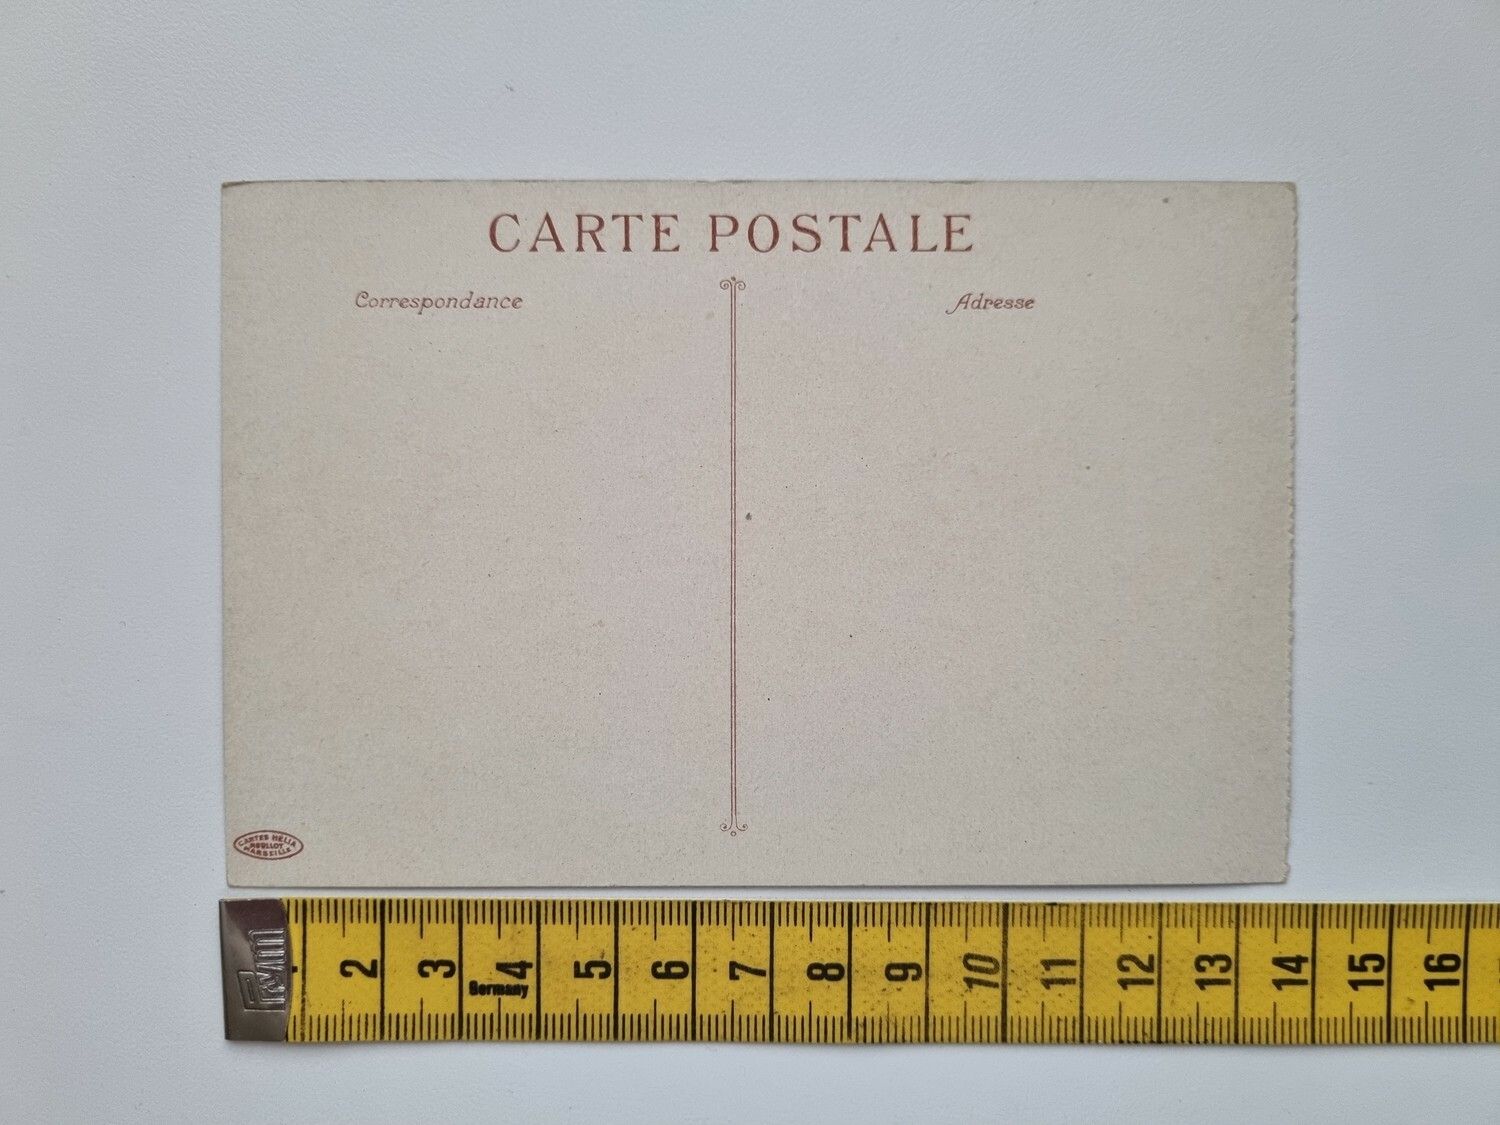 CARTE POSTALE
Correspondance
Adresse
CARTES HELIA
MOULLOT
MARSEILLE
2 3 4 5 6 7 8 9 10 11 12 13 14 15 16
Germany